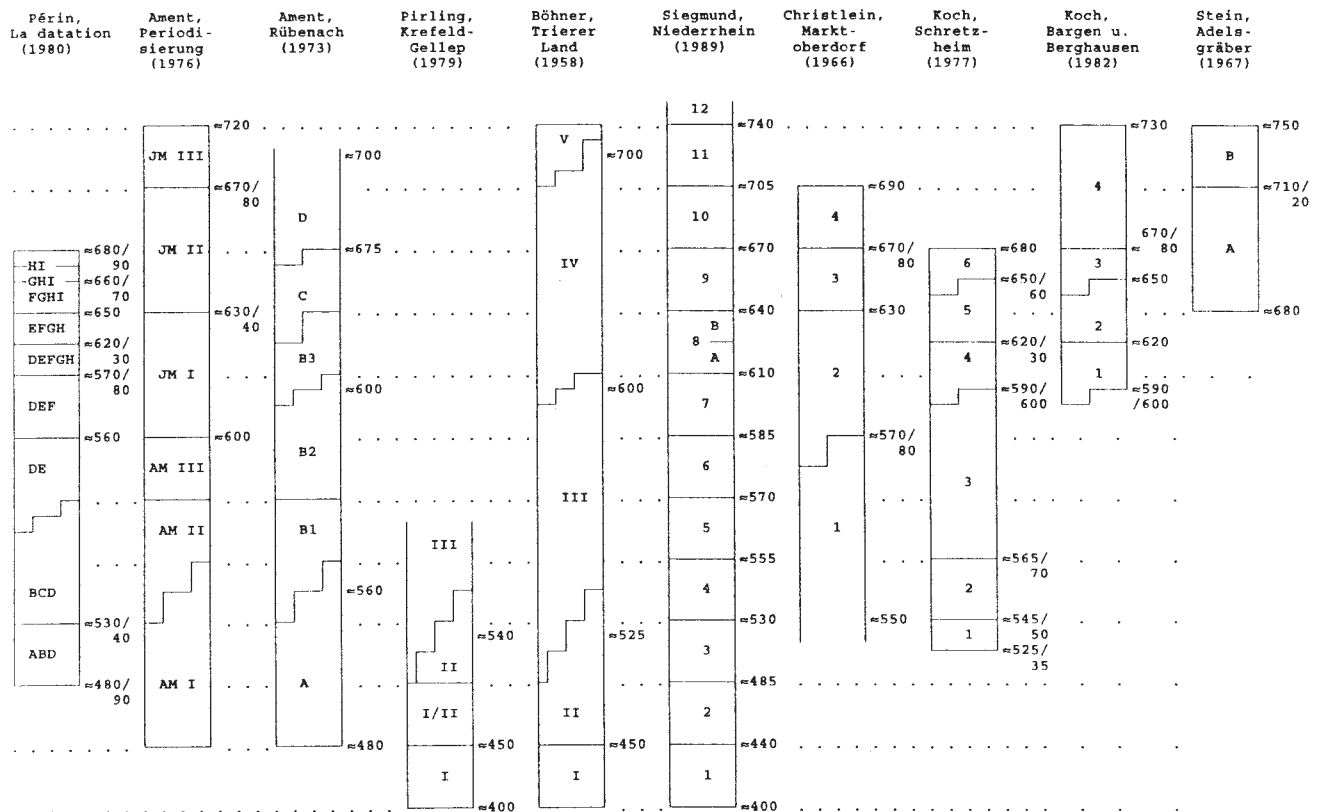 Périn,
La datation
(1980)
Ament,
Periodi-
sierung
(1976)
Ament,
Rübenach
(1973)
Pirling,
Krefeld-
Gellep
(1979)
Böhner,
Trierer
Land
(1958)
Siegmund,
Niederrhein
(1989)
Christlein,
Markt-
oberdorf
(1966)
Koch,
Schretz-
heim
(1977)
Koch,
Bargen u.
Berghausen
(1982)
Stein,
Adels-
gräber
(1967)
≈680/
90
HI
GHI
≈660/
70
FGHI
≈650
EFGH
≈620/
30
DEFGH
≈570/
80
DEF
≈560
DE
BCD
≈530/
40
ABD
≈480/
90
≈720
JM III
≈670/
80
JM II
≈630/
40
JM I
≈600
AM III
AM II
AM I
≈700
D
≈675
C
B3
≈600
B2
B1
≈560
A
≈480
III
≈540
II
I/II
≈450
I
≈400
V
≈700
IV
≈600
III
≈525
II
≈450
I
12
≈740
11
≈705
10
≈670
9
≈640
B
8
A
≈610
7
≈585
6
≈570
5
≈555
4
≈530
3
≈485
2
≈440
1
≈400
≈690
4
≈670/
80
3
≈630
2
≈570/
80
1
≈550
≈680
6
≈650/
60
5
≈620/
30
4
≈590/
600
3
≈565/
70
2
≈545/
50
1
≈525/
35
≈730
4
670/
≈ 80
3
≈650
2
≈620
1
≈590
/600
≈750
B
≈710/
20
A
≈680